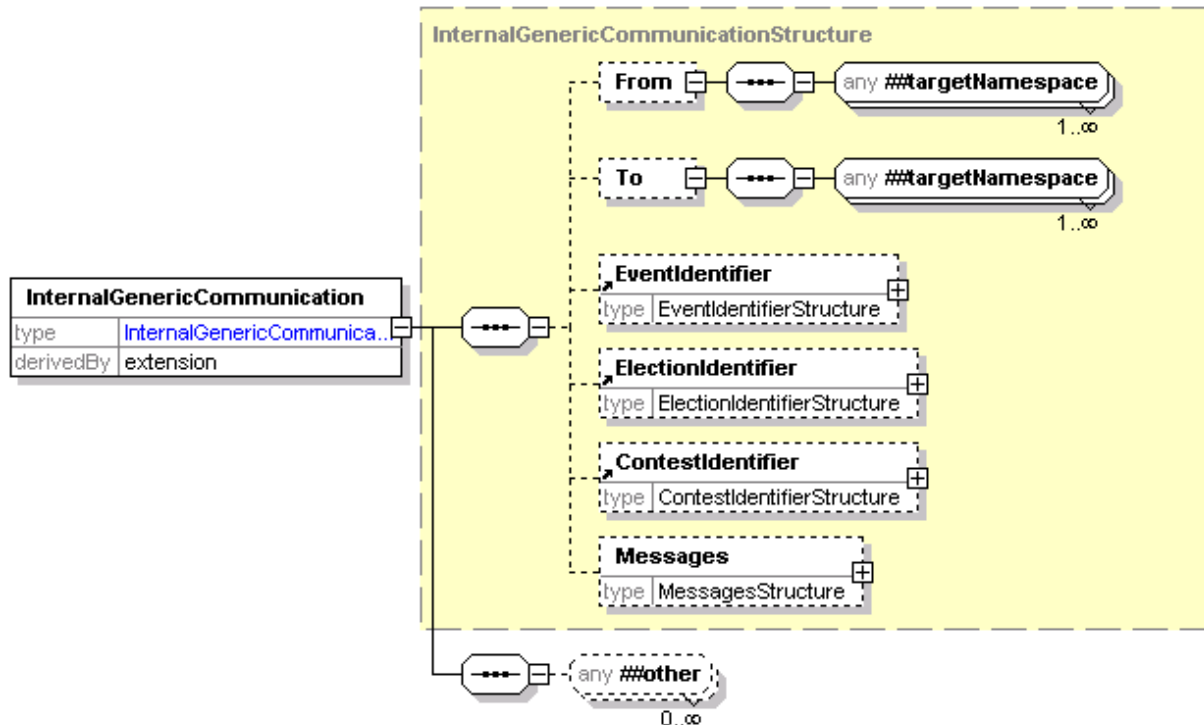 InternalGenericCommunicationStructure
From
any ##targetNamespace
1..∞
To
any ##targetNamespace
1..∞
EventIdentifier
type EventIdentifierStructure
InternalGenericCommunication
type InternalGenericCommunica...
derivedBy extension
ElectionIdentifier
type ElectionIdentifierStructure
ContestIdentifier
type ContestIdentifierStructure
Messages
type MessagesStructure
any ##other
0..∞